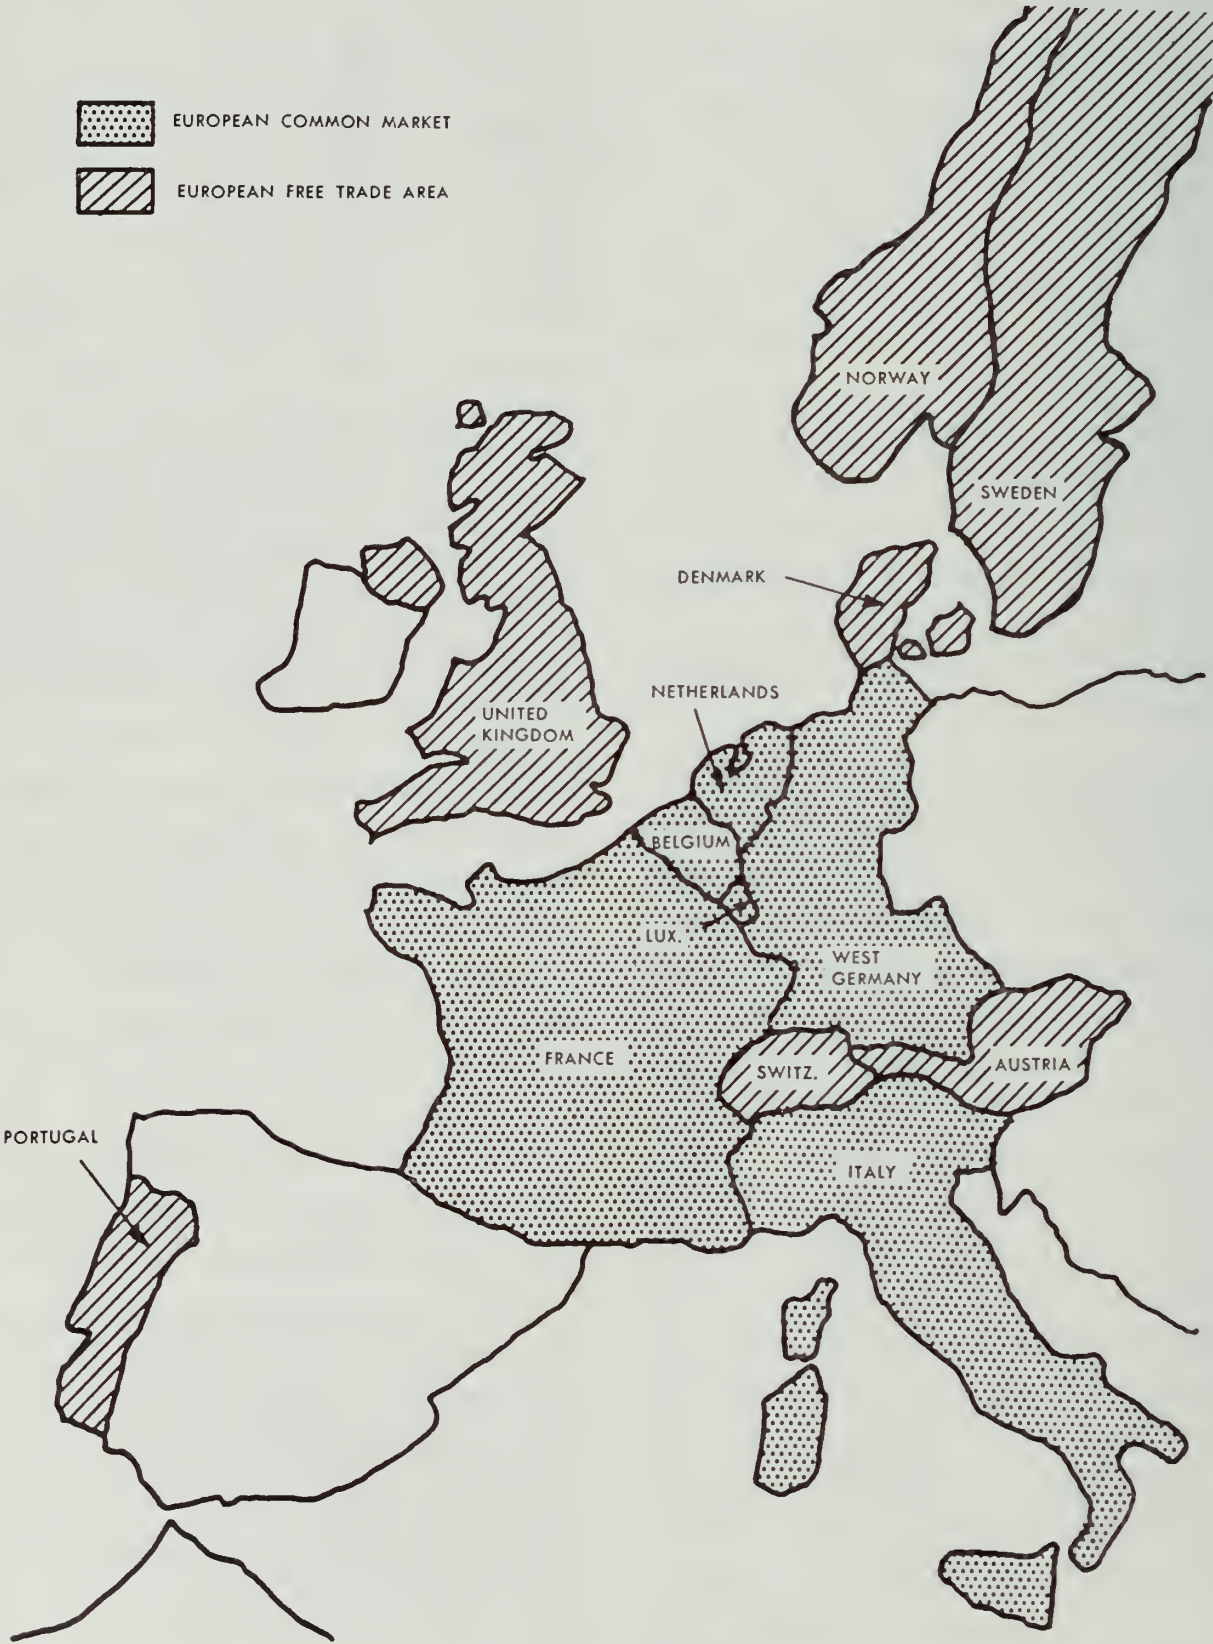 EUROPEAN COMMON MARKET
EUROPEAN FREE TRADE AREA
NORWAY
SWEDEN
DENMARK
NETHERLANDS
UNITED
KINGDOM
BELGIUM
LUX.
WEST
GERMANY
FRANCE
SWITZ.
AUSTRIA
PORTUGAL
ITALY